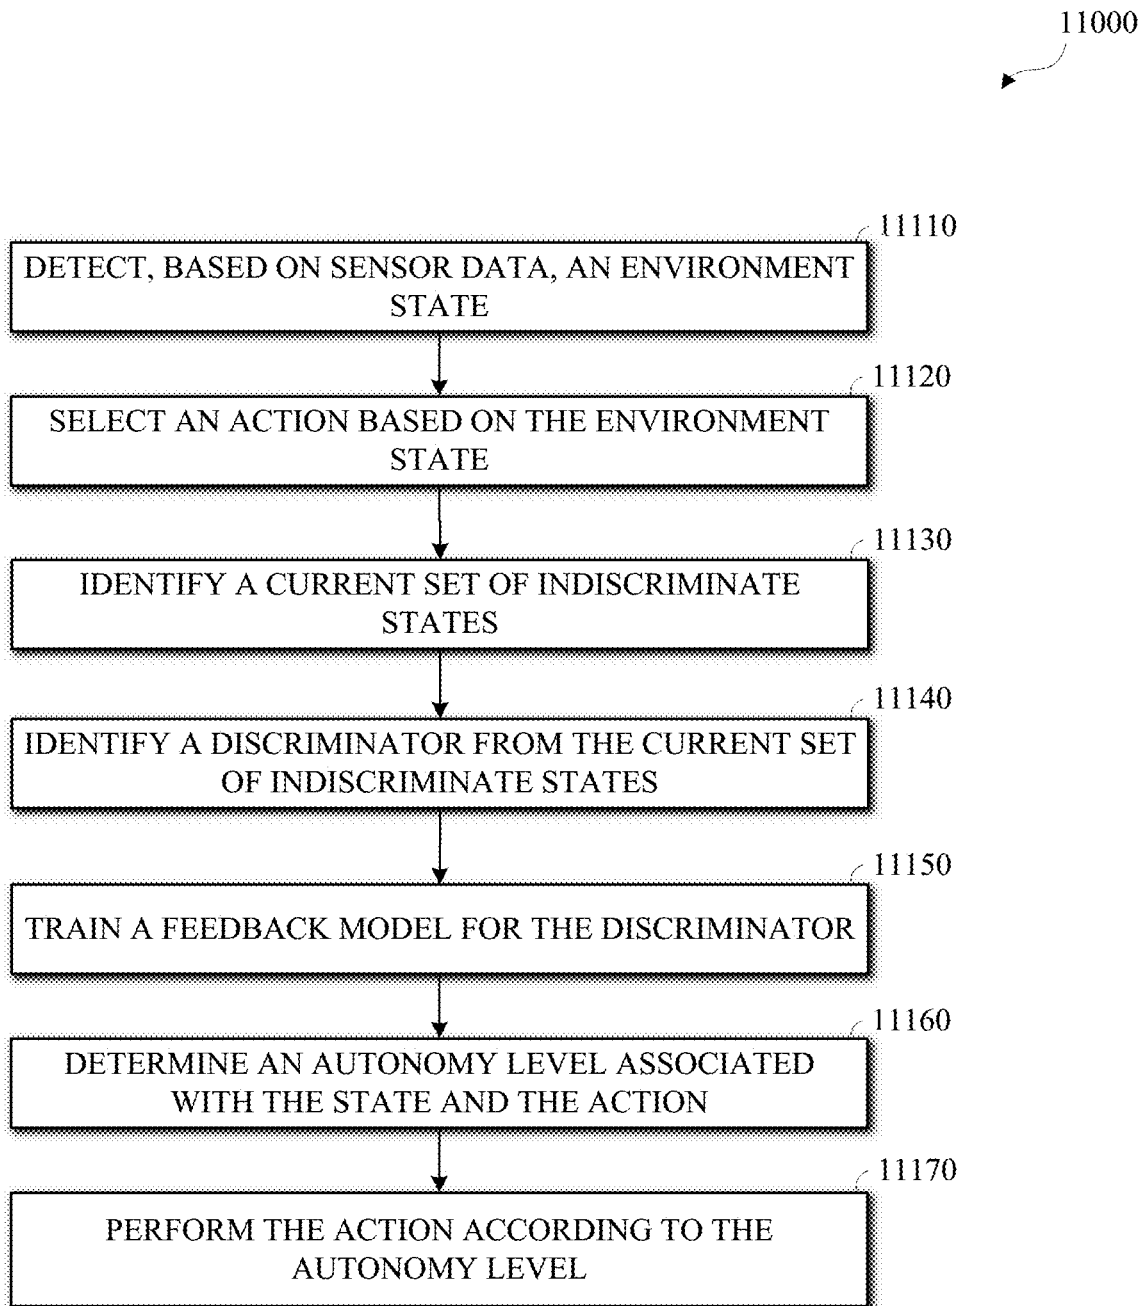 11000
11110
DETECT, BASED ON SENSOR DATA, AN ENVIRONMENT
STATE
11120
SELECT AN ACTION BASED ON THE ENVIRONMENT
STATE
11130
IDENTIFY A CURRENT SET OF INDISCRIMINATE
STATES
11140
IDENTIFY A DISCRIMINATOR FROM THE CURRENT SET
OF INDISCRIMINATE STATES
11150
TRAIN A FEEDBACK MODEL FOR THE DISCRIMINATOR
11160
DETERMINE AN AUTONOMY LEVEL ASSOCIATED
WITH THE STATE AND THE ACTION
11170
PERFORM THE ACTION ACCORDING TO THE
AUTONOMY LEVEL